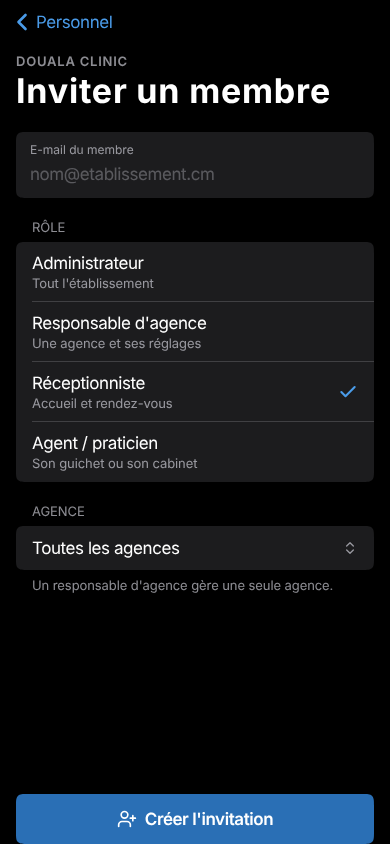 Personnel
DOUALA CLINIC
Inviter un membre
E-mail du membre
nom@etablissement.cm
RÔLE
Administrateur
Tout l'établissement
Responsable d'agence
Une agence et ses réglages
Réceptionniste
Accueil et rendez-vous
Agent / praticien
Son guichet ou son cabinet
AGENCE
Toutes les agences
Un responsable d'agence gère une seule agence.
Créer l'invitation